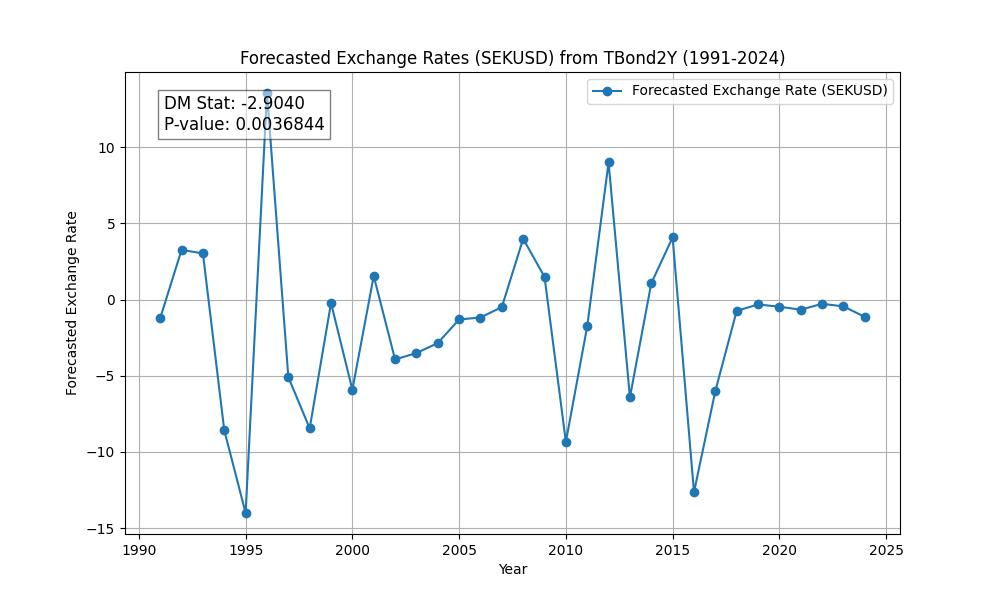 Forecasted Exchange Rates (SEKUSD) from TBond2Y (1991-2024)
DM Stat: -2.9040
P-value: 0.0036844
Forecasted Exchange Rate (SEKUSD)
Forecasted Exchange Rate
10
5
0
−5
−10
−15
1990
1995
2000
2005
2010
2015
2020
2025
Year